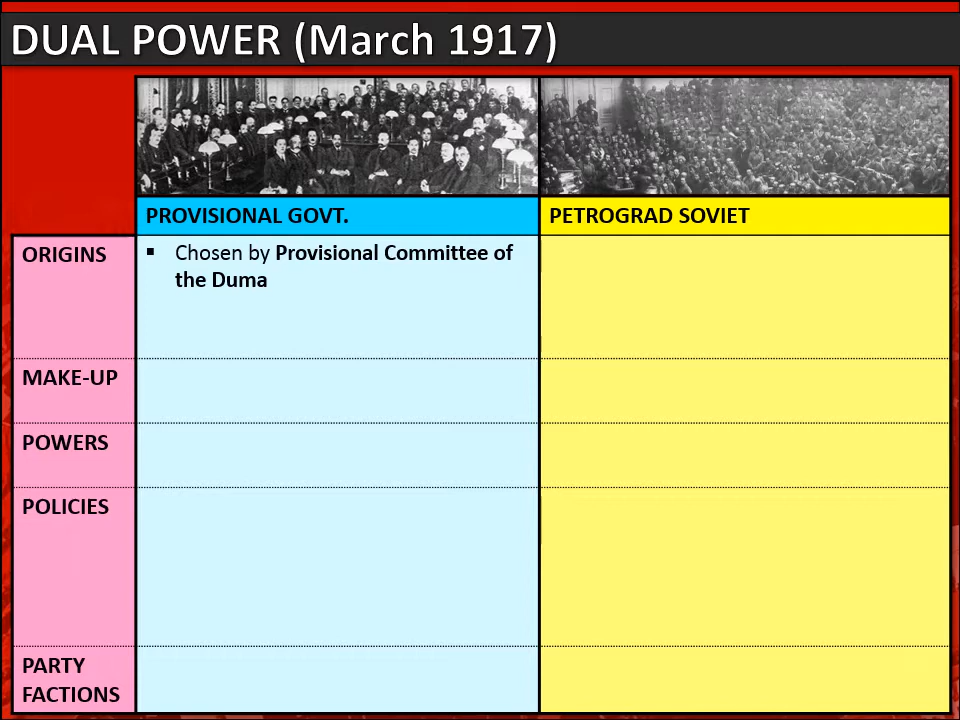 DUAL POWER (March 1917)
PROVISIONAL GOVT.
PETROGRAD SOVIET
ORIGINS
▪ Chosen by Provisional Committee of
the Duma
MAKE-UP
POWERS
POLICIES
PARTY
FACTIONS